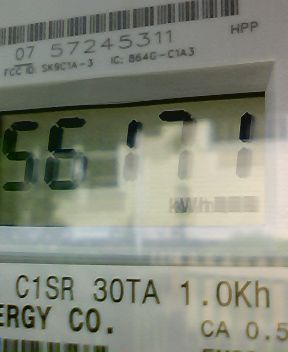 07 57245311 HPP
FCC ID: SK9C1A-3 IC: 864G-C1A3
56171
kWh
C1SR 30TA 1.0Kh
ERGY CO.
CA 0.5